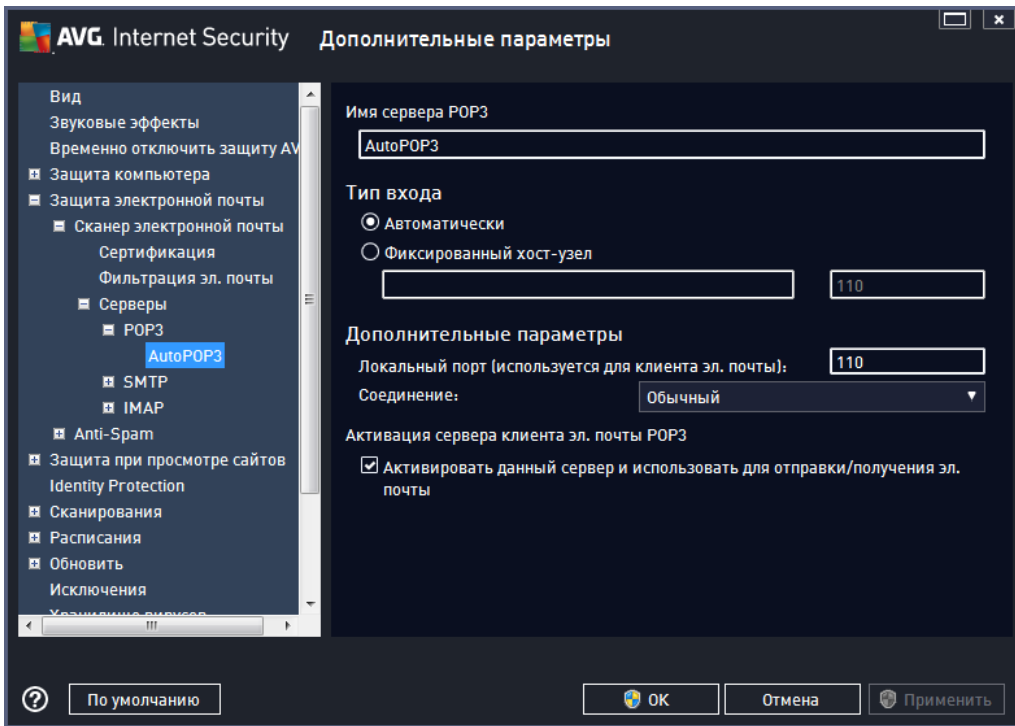 AVG. Internet Security
Дополнительные параметры
Вид
Звуковые эффекты
Временно отключить защиту AV
Защита компьютера
Защита электронной почты
Сканер электронной почты
Сертификация
Фильтрация эл. почты
Серверы
POP3
AutoPOP3
SMTP
IMAP
Anti-Spam
Защита при просмотре сайтов
Identity Protection
Сканирования
Расписания
Обновить
Исключения
Хранилище вирусов
Имя сервера POP3
AutoPOP3
Тип входа
Автоматически
Фиксированный хост-узел
110
Дополнительные параметры
Локальный порт (используется для клиента эл. почты):
110
Соединение:
Обычный
Активация сервера клиента эл. почты POP3
Активировать данный сервер и использовать для отправки/получения эл.
почты
По умолчанию
OK
Отмена
Применить